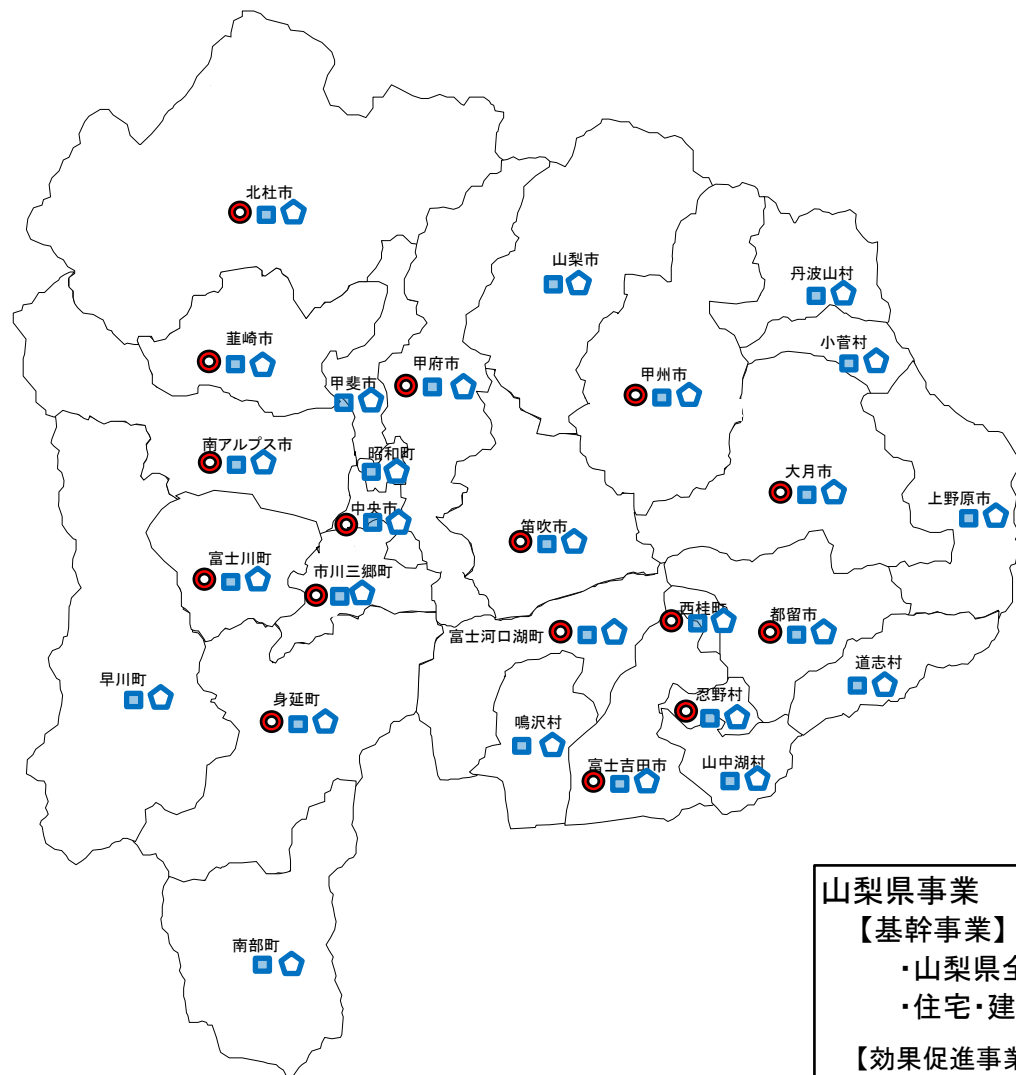 北杜市
山梨市
丹波山村
小菅村
韮崎市
甲府市
甲斐市
甲州市
南アルプス市
昭和町
大月市
上野原市
中央市
笛吹市
富士川町
市川三郷町
西桂町
都留市
富士河口湖町
道志村
早川町
身延町
忍野村
鳴沢村
富士吉田市
山中湖村
南部町
山梨県事業
【基幹事業】
・山梨県全
・住宅・建
【効果促進事業